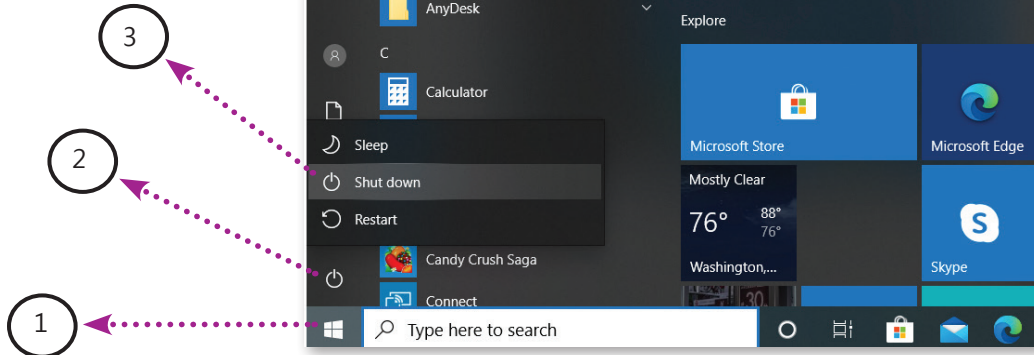 3
2
1
AnyDesk
C
Calculator
Sleep
Shut down
Restart
Candy Crush Saga
Connect
Type here to search
Explore
Microsoft Store
Microsoft Edge
Mostly Clear
76° 88°
76°
Washington,...
Skype
30